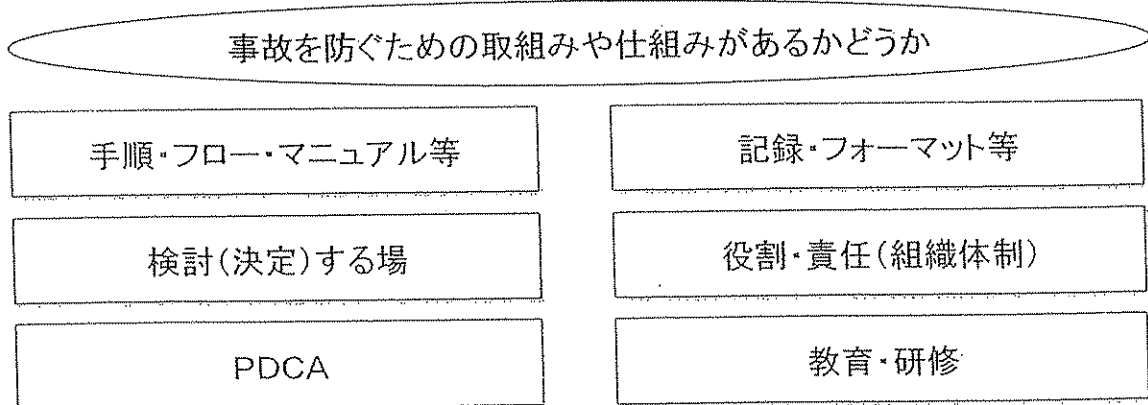 事故を防ぐための取組みや仕組みがあるかどうか
手順・フロー・マニュアル等
記録・フォーマット等
検討(決定)する場
役割・責任(組織体制)
PDCA
教育・研修